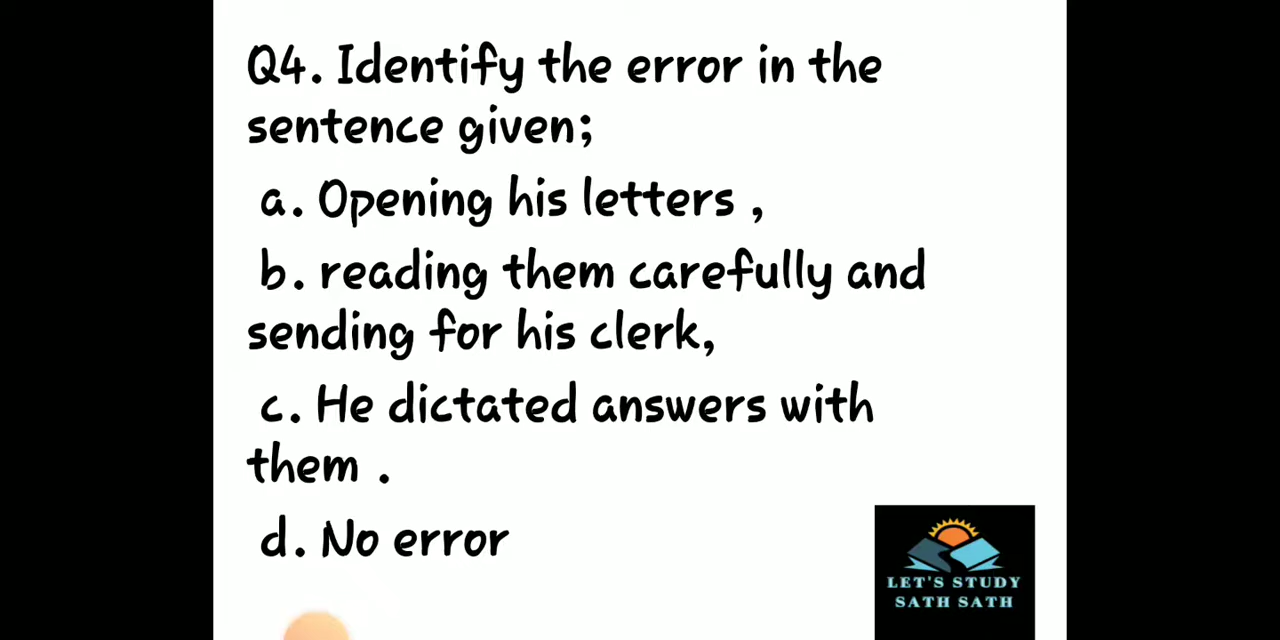 Q4. Identify the error in the
sentence given;
a. Opening his letters ,
b. reading them carefully and
sending for his clerk,
c. He dictated answers with
them .
d. No error
LET'S STUDY
SATH SATH